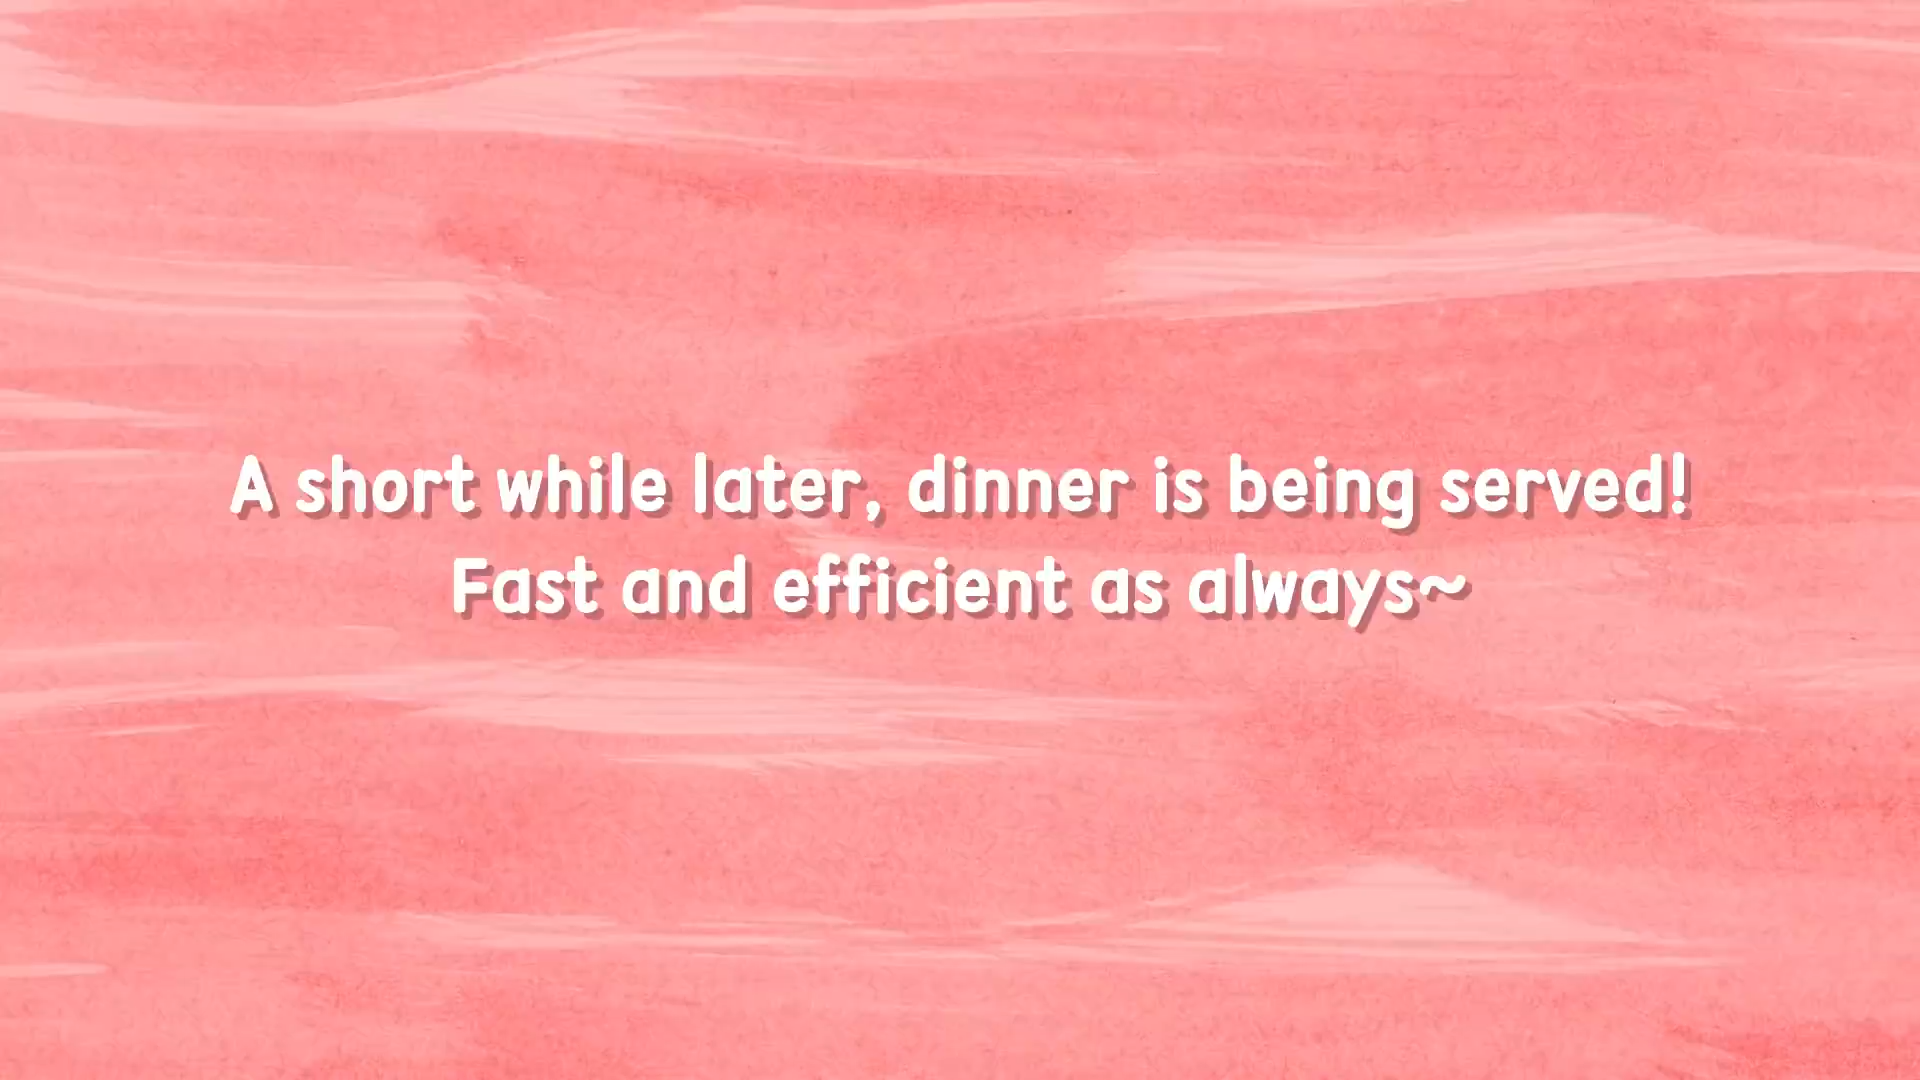 A short while later, dinner is being served!
Fast and efficient as always~